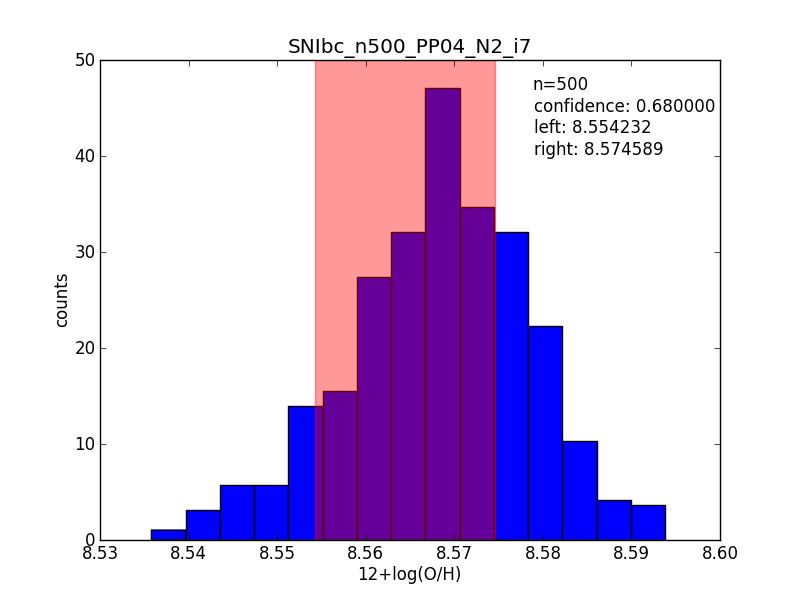 SNIbc_n500_PP04_N2_i7
n=500
confidence: 0.680000
left: 8.554232
right: 8.574589
50
40
30
20
10
0
counts
8.53 8.54 8.55 8.56 8.57 8.58 8.59 8.60
12+log(O/H)